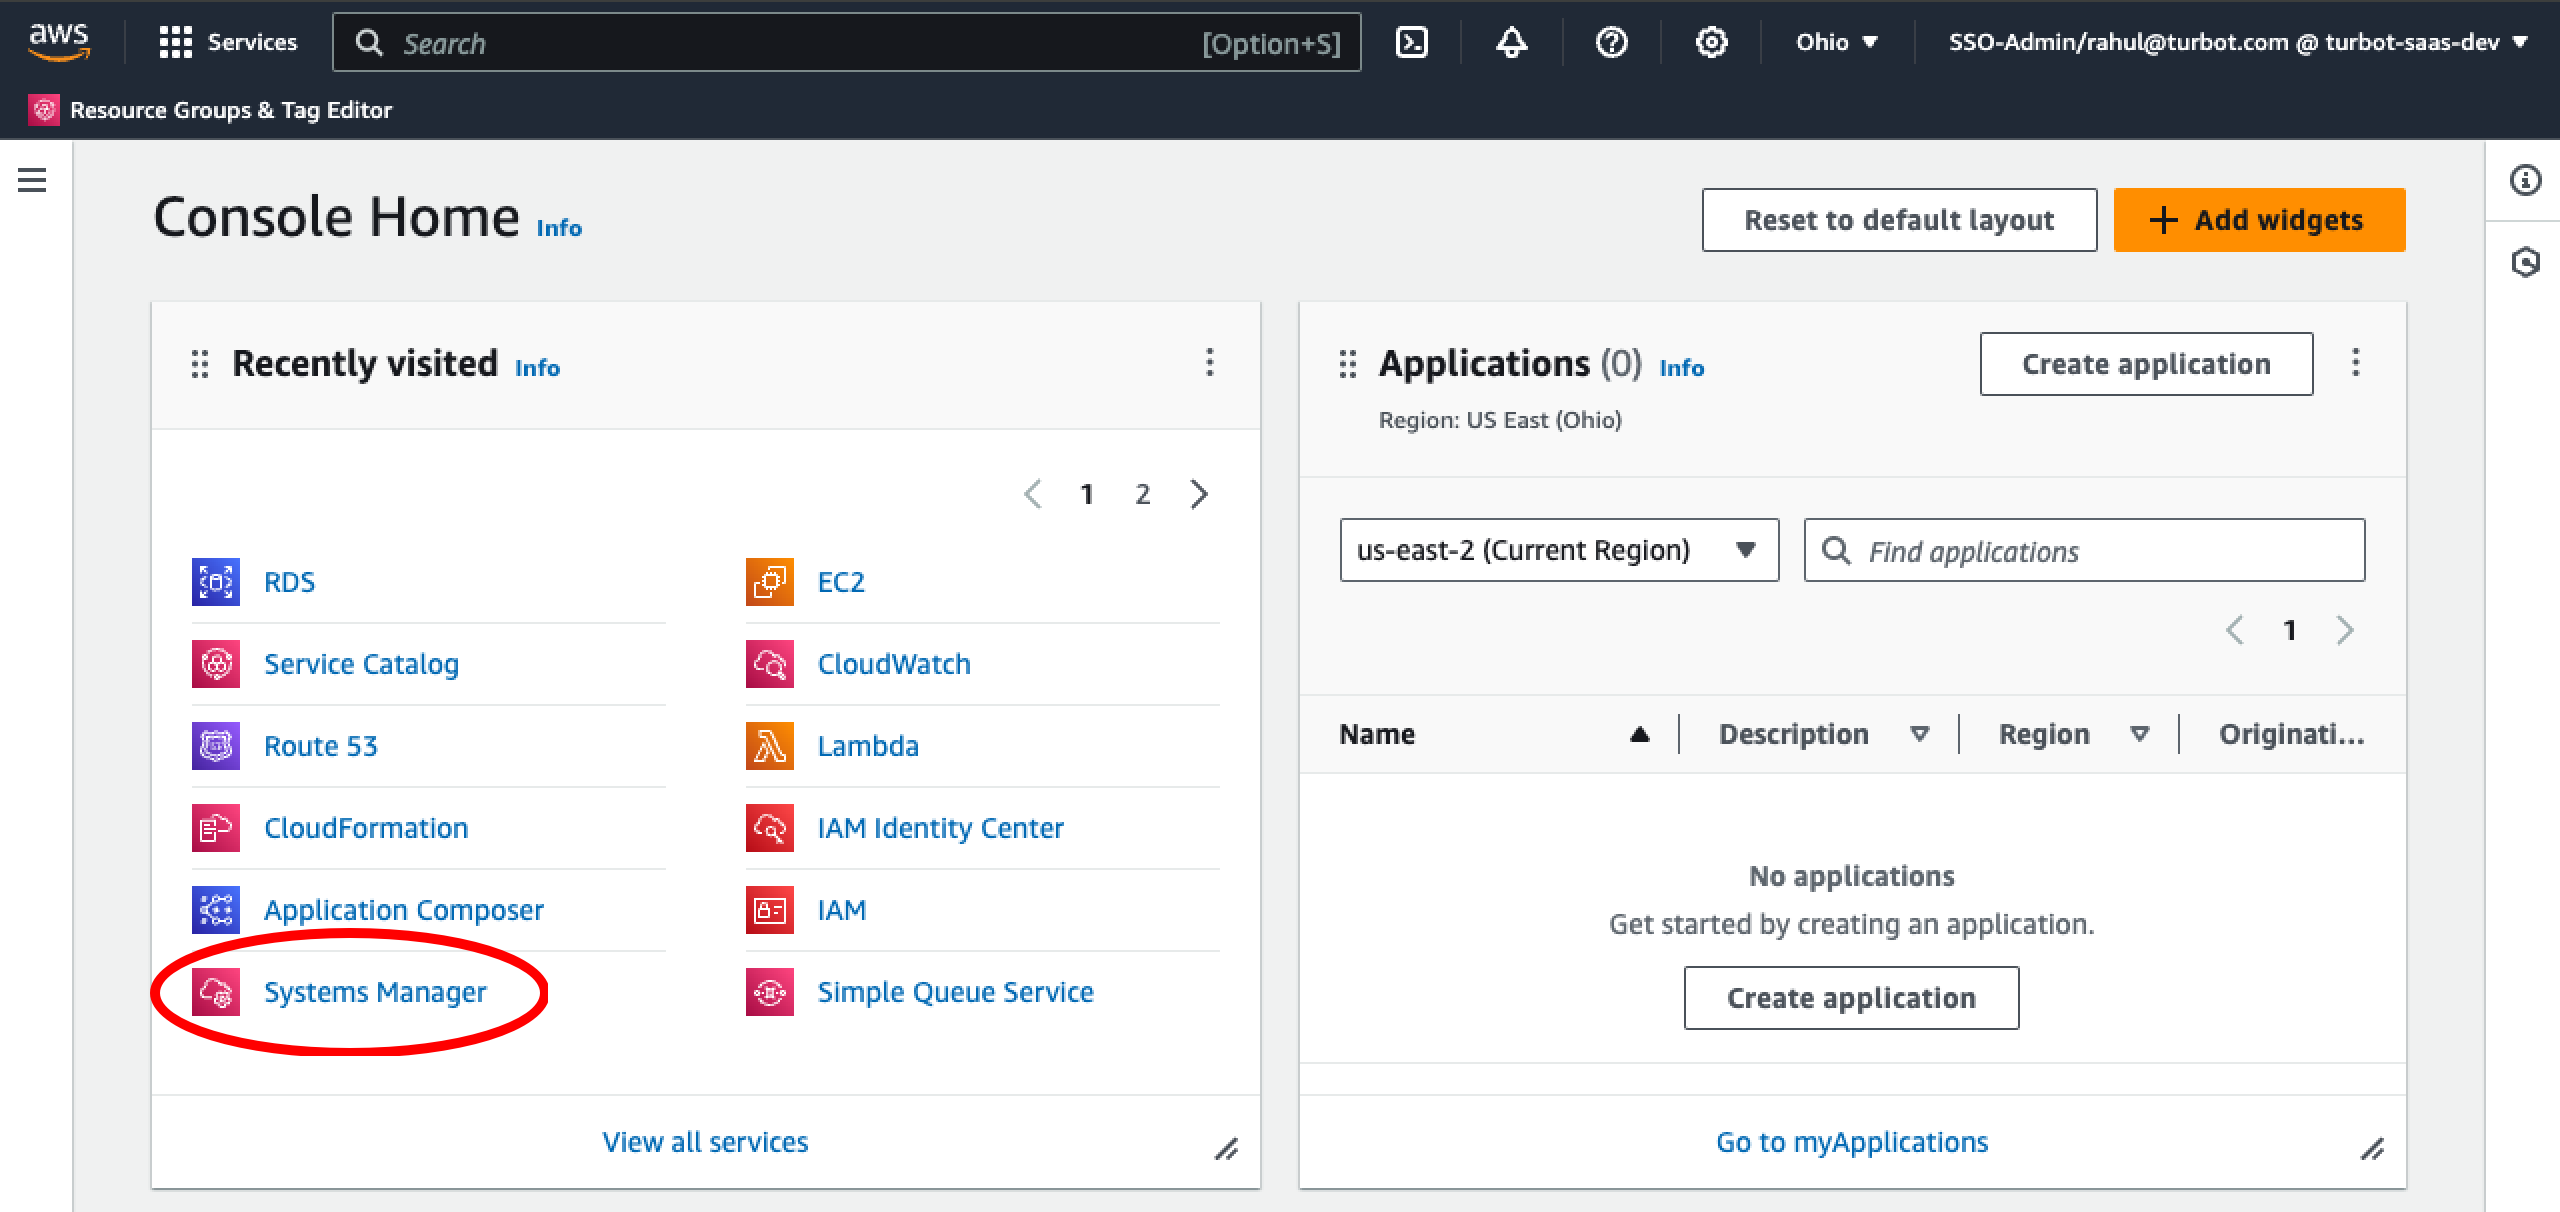 aws
Services
Search [Option+S]
Ohio
SSO-Admin/rahul@turbot.com @ turbot-saas-dev
Resource Groups & Tag Editor
Console Home Info
Reset to default layout
Add widgets
Recently visited Info
1 2
RDS
EC2
Service Catalog
CloudWatch
Route 53
Lambda
CloudFormation
IAM Identity Center
Application Composer
IAM
Systems Manager
Simple Queue Service
View all services
Applications (0) Info
Create application
Region: US East (Ohio)
us-east-2 (Current Region)
Find applications
1
Name Description Region Originati...
No applications
Get started by creating an application.
Create application
Go to myApplications